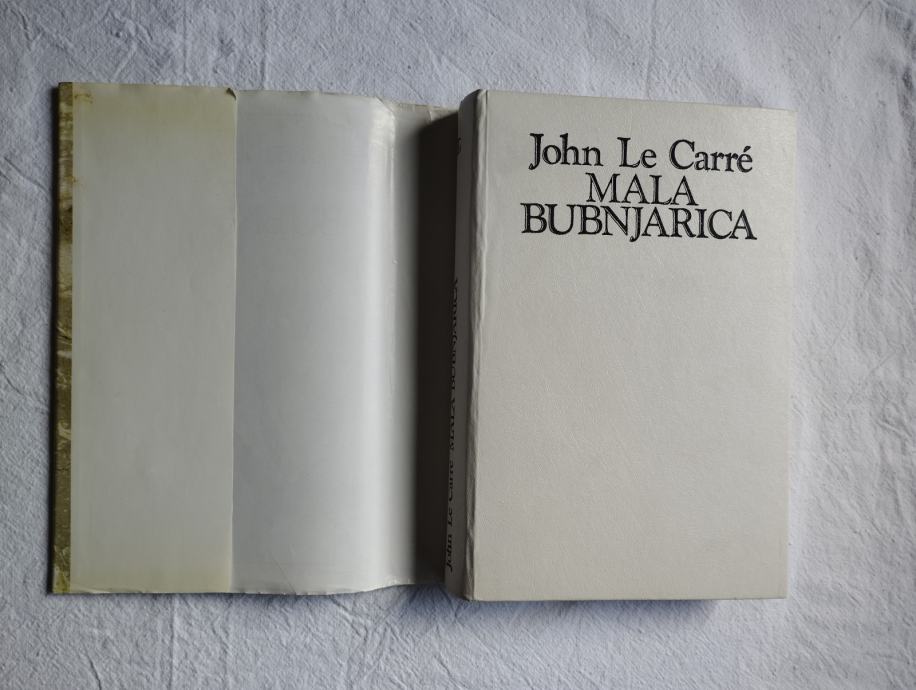 John Le Carré
MALA
BUBNJARICA
John Le Carré MALA BUBNJARICA